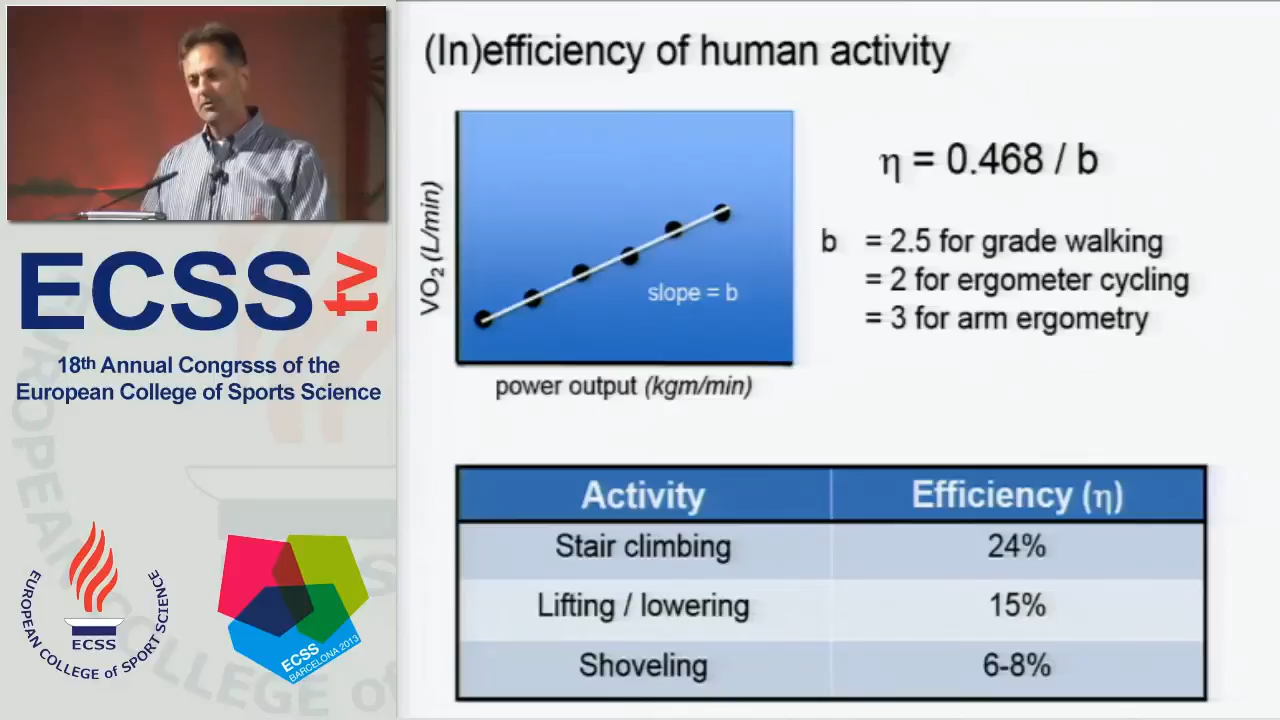 (In)efficiency of human activity
VO₂ (L/min)
slope = b
power output (kgm/min)
η = 0.468 / b
b = 2.5 for grade walking
= 2 for ergometer cycling
= 3 for arm ergometry
Activity Efficiency (η)
Stair climbing 24%
Lifting / lowering 15%
Shoveling 6-8%
ECSS .tv
18th Annual Congrsss of the
European College of Sports Science
EUROPEAN COLLEGE of SPORT SCIENCE
ECSS
ECSS
BARCELONA 2013